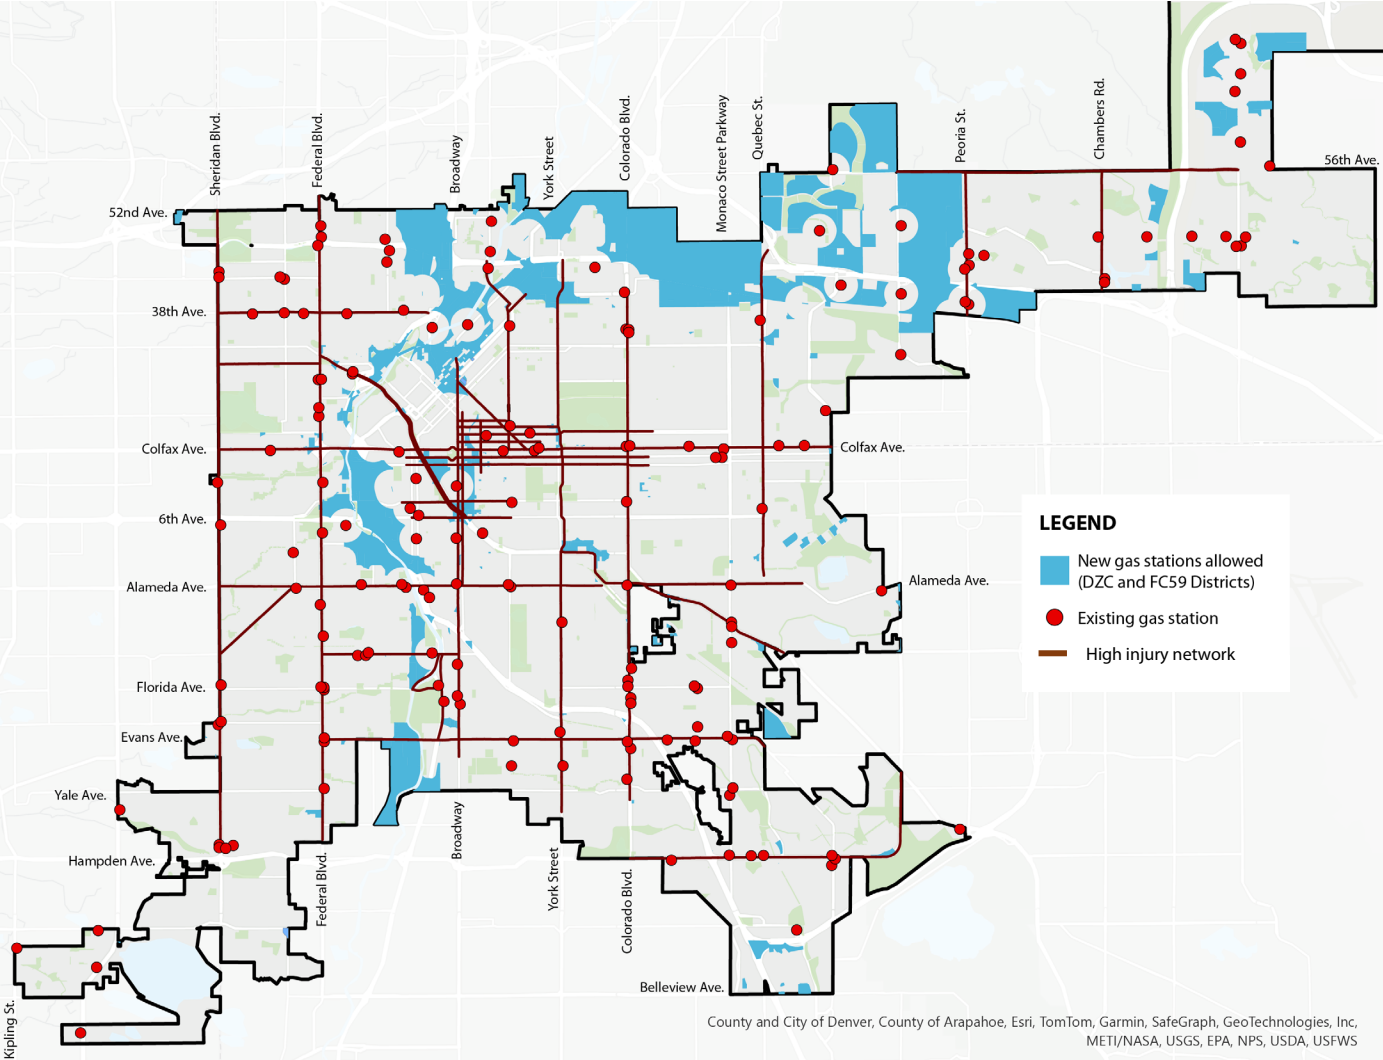 Sheridan Blvd.
Federal Blvd.
Broadway
York Street
Colorado Blvd.
Monaco Street Parkway
Quebec St.
Peoria St.
Chambers Rd.
56th Ave.
52nd Ave.
38th Ave.
Colfax Ave.
Colfax Ave.
6th Ave.
Alameda Ave.
Alameda Ave.
LEGEND
New gas stations allowed
(DZC and FC59 Districts)
Existing gas station
High injury network
Florida Ave.
Evans Ave.
Yale Ave.
Hampden Ave.
Federal Blvd.
Broadway
York Street
Colorado Blvd.
Belleview Ave.
Kipling St.
County and City of Denver, County of Arapahoe, Esri, TomTom, Garmin, SafeGraph, GeoTechnologies, Inc,
METI/NASA, USGS, EPA, NPS, USDA, USFWS